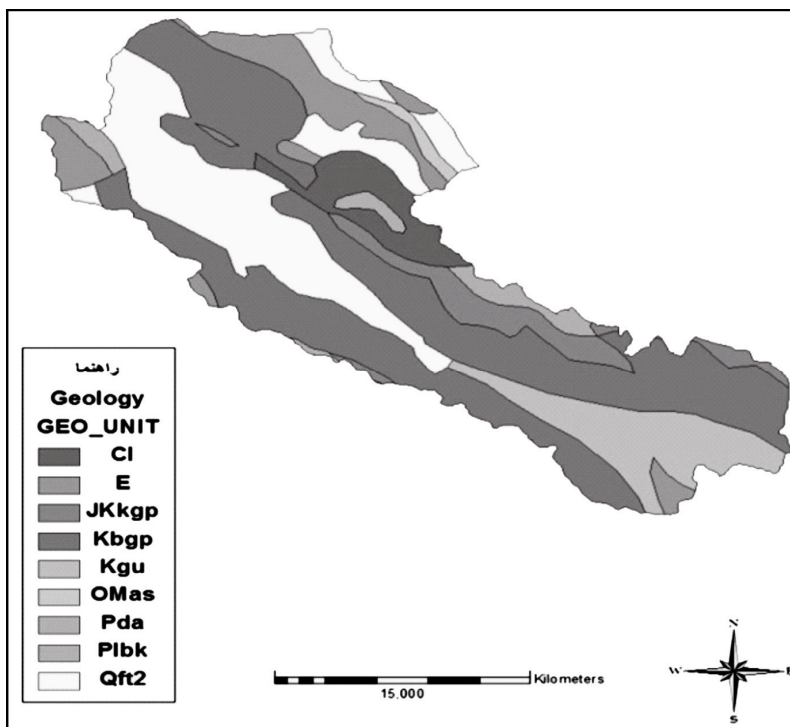 راهنما
Geology
GEO_UNIT
Cl
E
JKkgp
Kbgp
Kgu
OMas
Pda
Plbk
Qft2
Kilometers
15.000
N
W
E
S